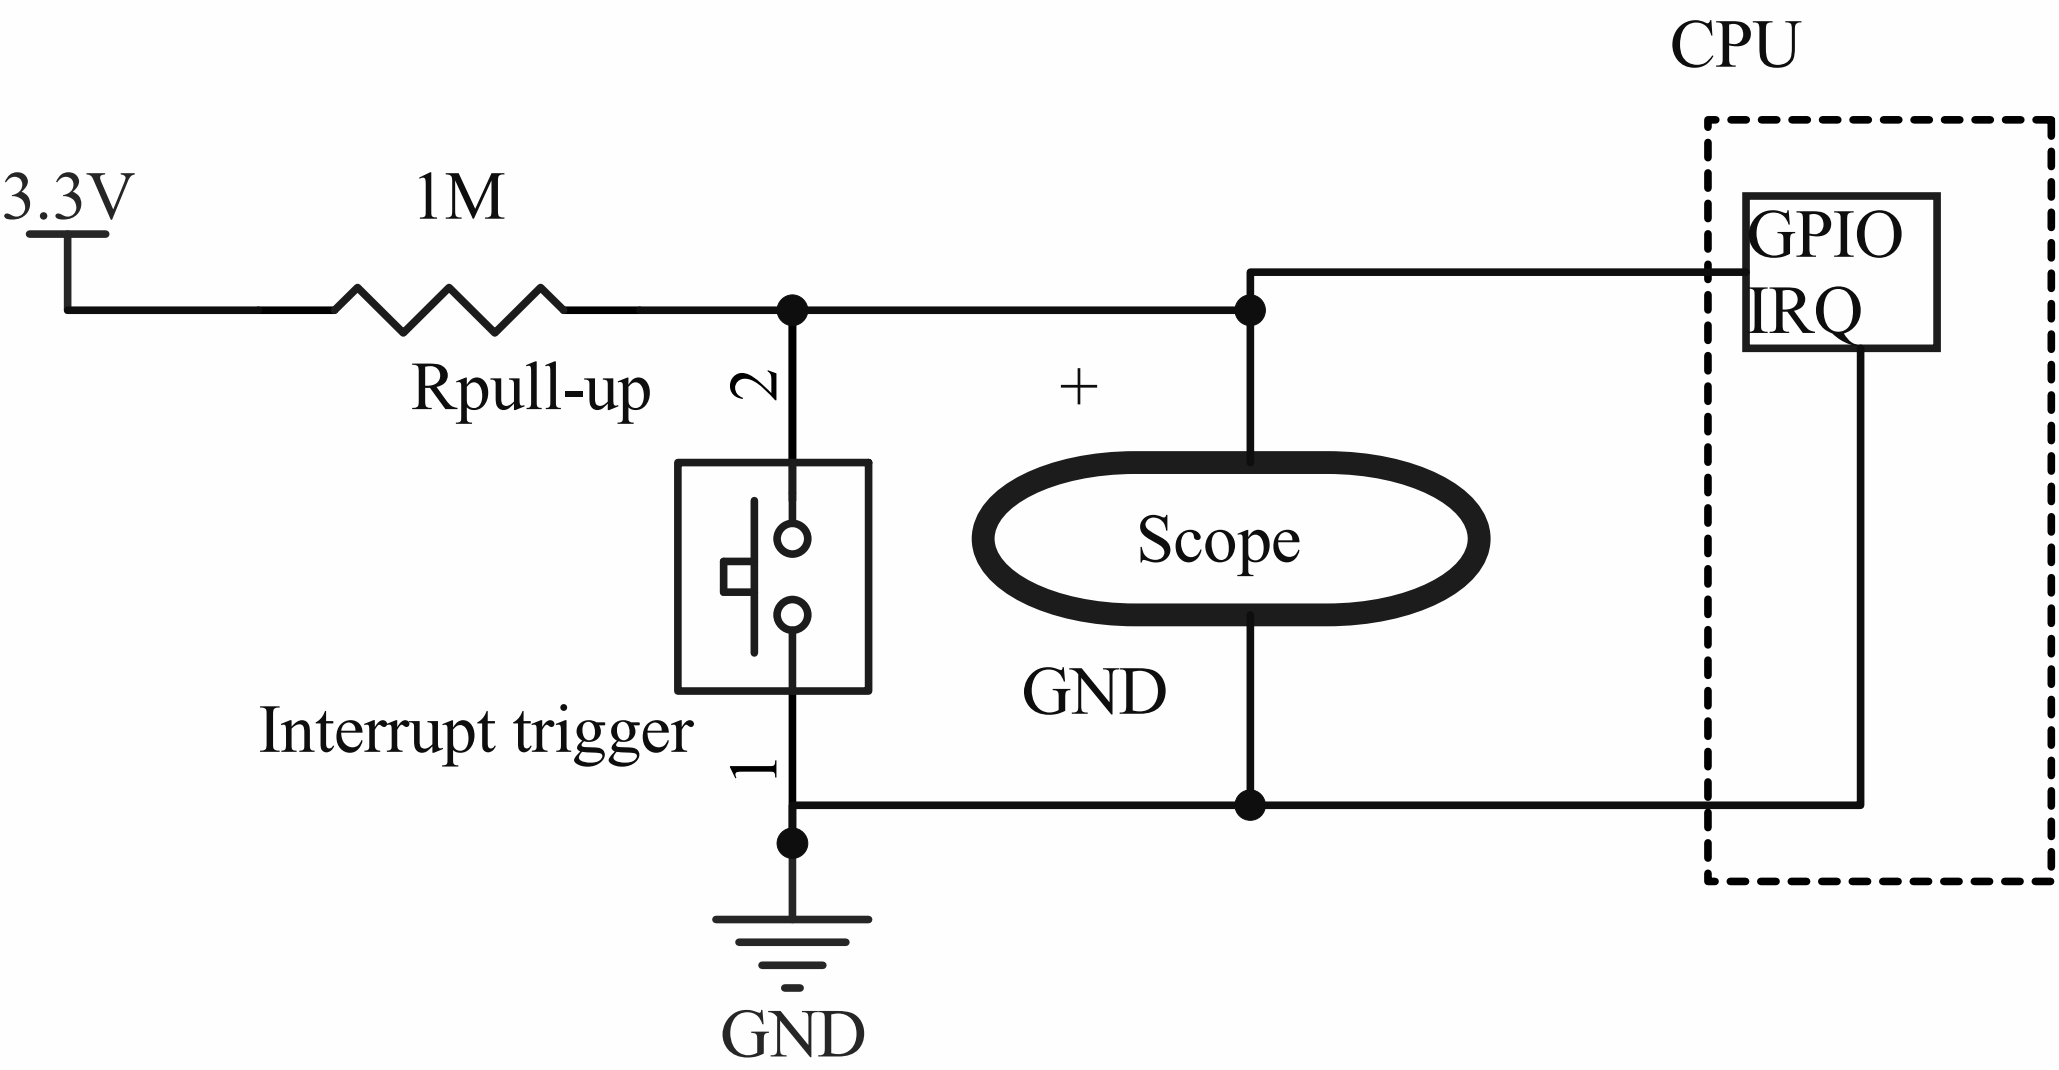 CPU
3.3V
1M
GPIO
IRQ
Rpull-up
2
+
Scope
GND
Interrupt trigger
1
GND